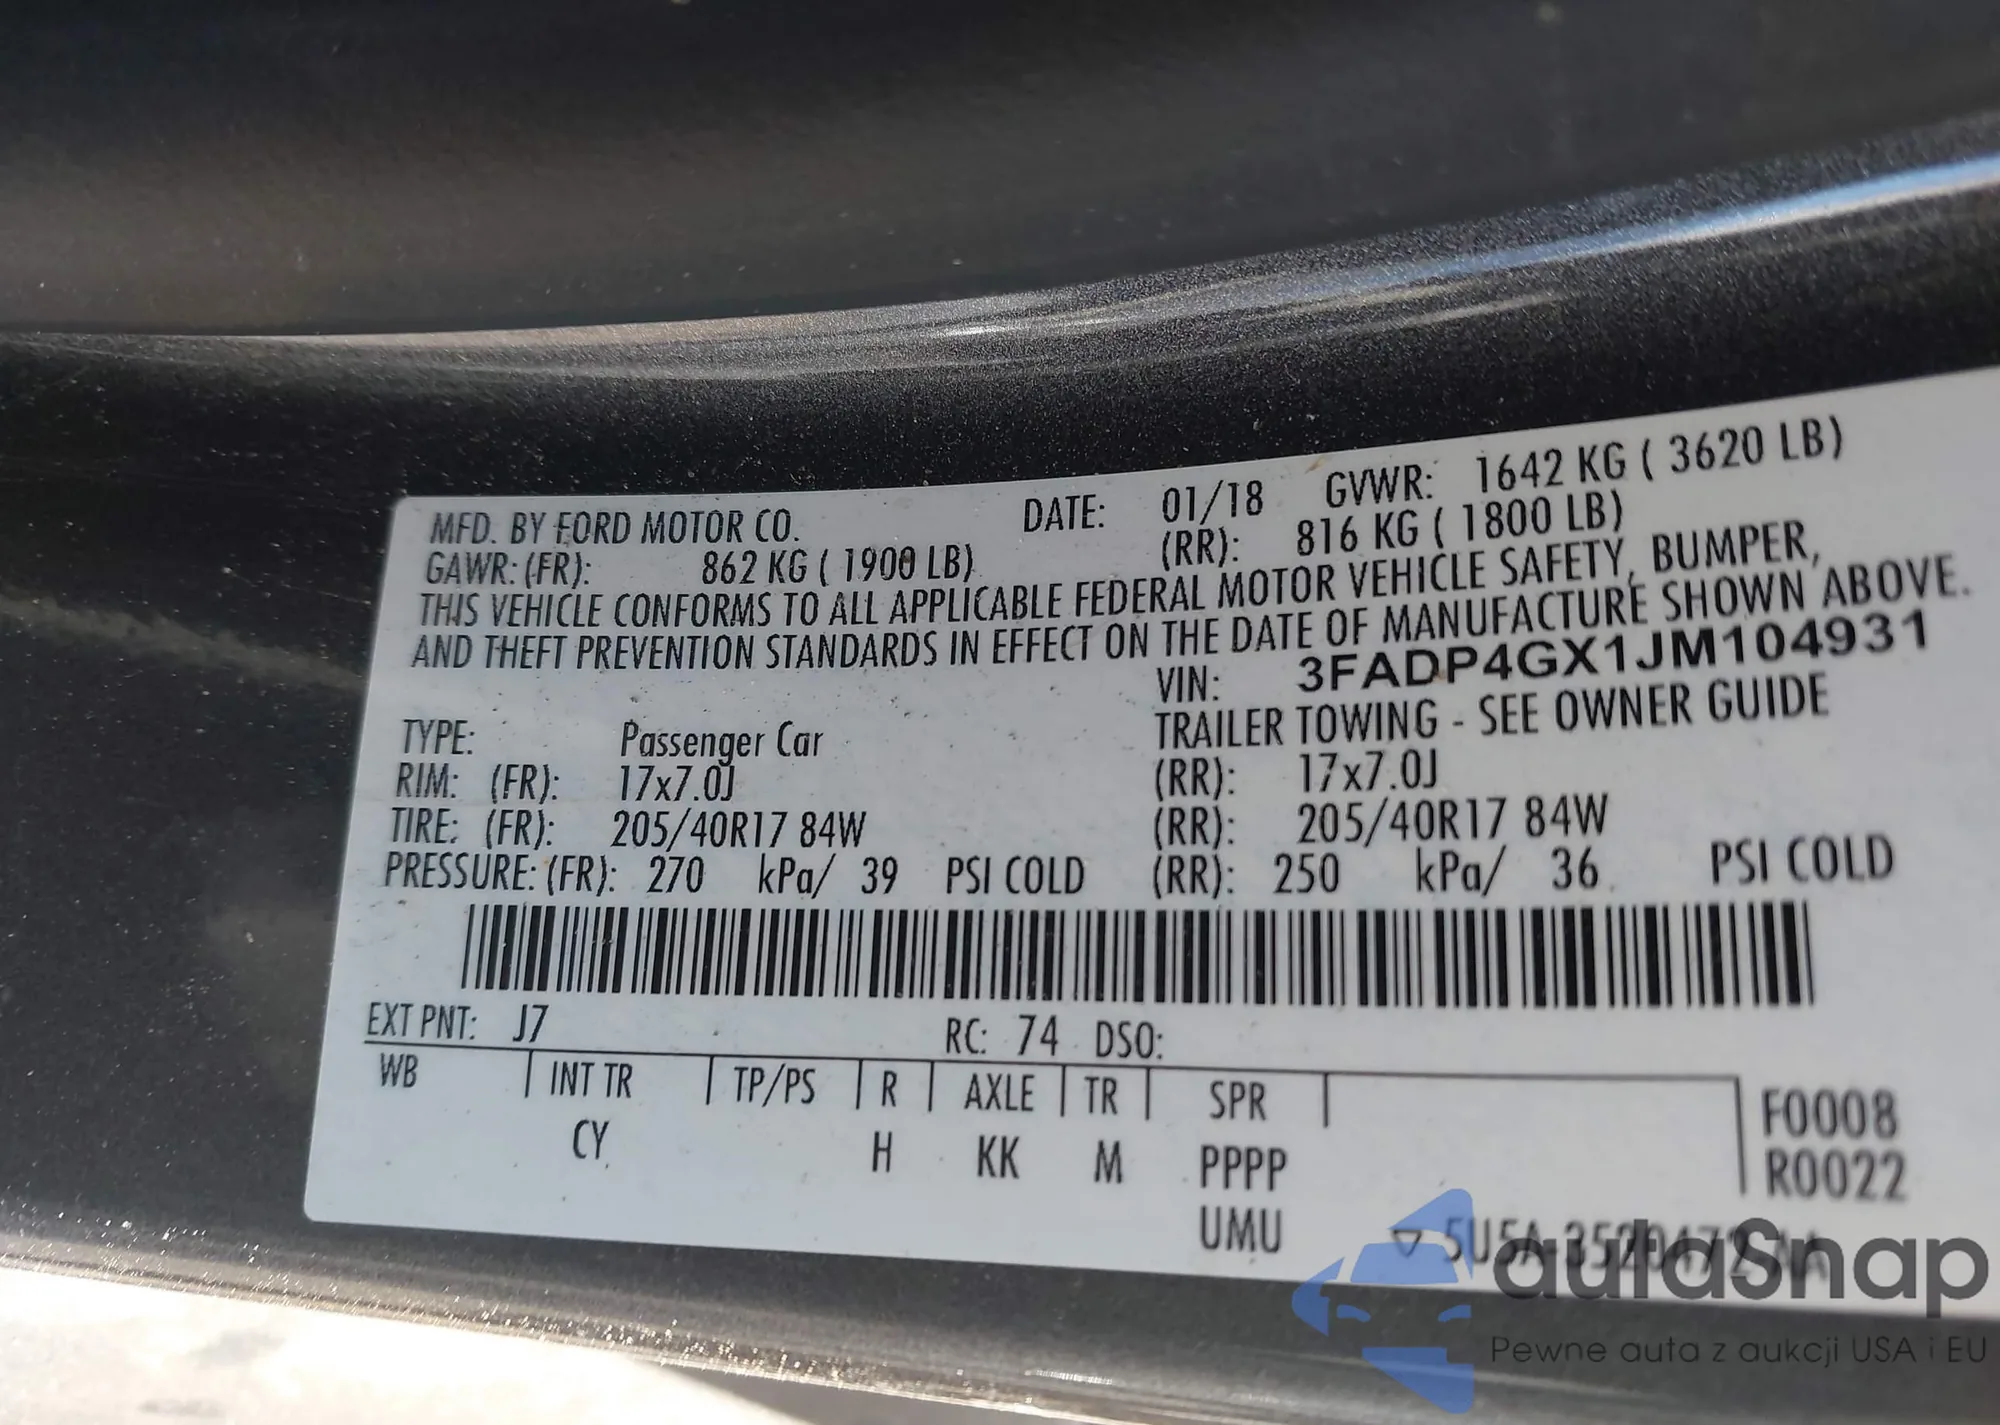 MFD. BY FORD MOTOR CO. DATE: 01/18 GVWR: 1642 KG ( 3620 LB)
GAWR: (FR): 862 KG ( 1900 LB) (RR): 816 KG ( 1800 LB)
THIS VEHICLE CONFORMS TO ALL APPLICABLE FEDERAL MOTOR VEHICLE SAFETY, BUMPER,
AND THEFT PREVENTION STANDARDS IN EFFECT ON THE DATE OF MANUFACTURE SHOWN ABOVE.
VIN: 3FADP4GX1JM104931
TYPE: Passenger Car TRAILER TOWING - SEE OWNER GUIDE
RIM: (FR): 17x7.0J (RR): 17x7.0J
TIRE: (FR): 205/40R17 84W (RR): 205/40R17 84W
PRESSURE: (FR): 270 kPa/ 39 PSI COLD (RR): 250 kPa/ 36 PSI COLD
EXT PNT: J7 RC: 74 DSO:
WB INT TR TP/PS R AXLE TR SPR F0008
CY H KK M PPPP R0022
UMU ▽ 5U5A-3520472-NA
aulaSnap
Pewne auta z aukcji USA i EU